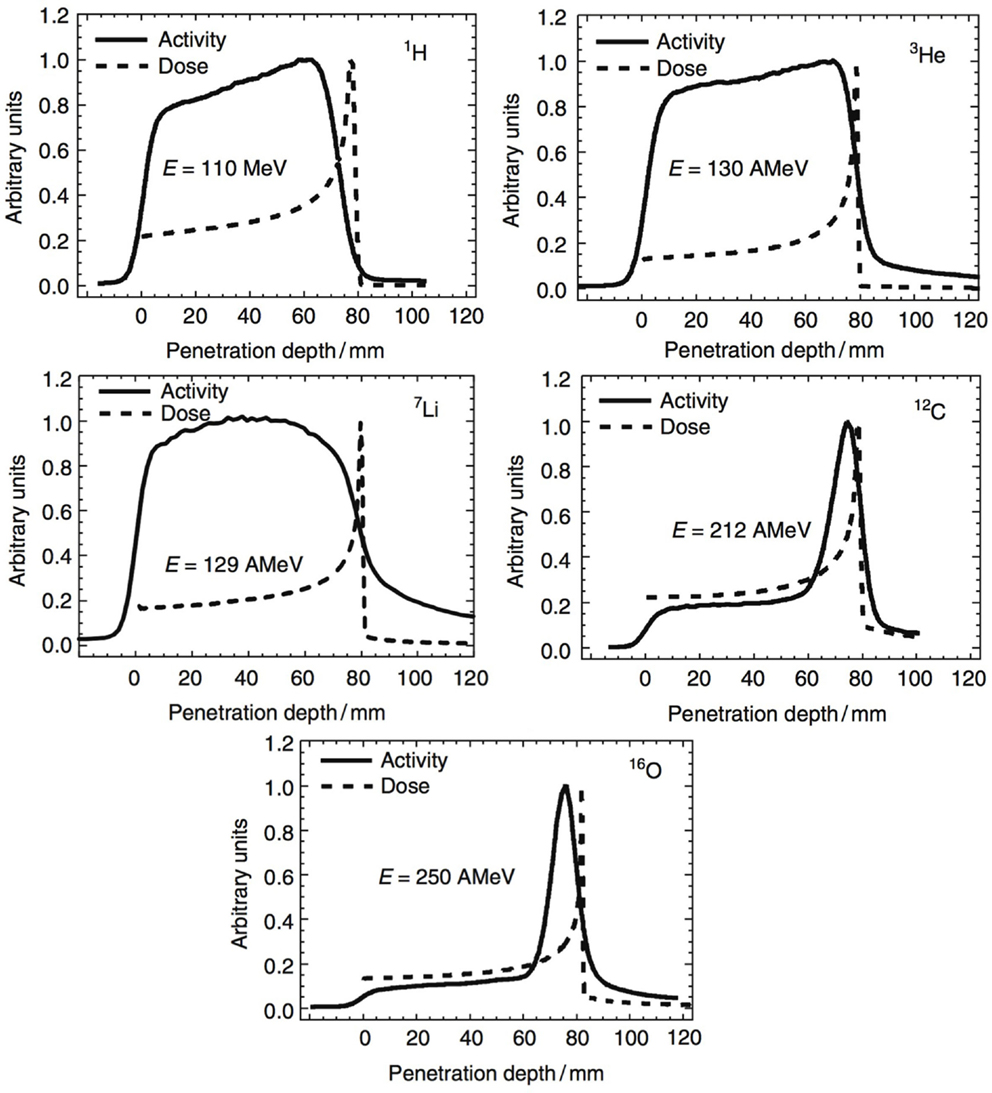 1.2
1.0
0.8
0.6
0.4
0.2
0.0
Arbitrary units
Activity
Dose
¹H
E = 110 MeV
0 20 40 60 80 100 120
Penetration depth / mm
1.2
1.0
0.8
0.6
0.4
0.2
0.0
Arbitrary units
Activity
Dose
³He
E = 130 AMeV
0 20 40 60 80 100 120
Penetration depth / mm
1.2
1.0
0.8
0.6
0.4
0.2
0.0
Arbitrary units
Activity
Dose
⁷Li
E = 129 AMeV
0 20 40 60 80 100 120
Penetration depth / mm
1.2
1.0
0.8
0.6
0.4
0.2
0.0
Arbitrary units
Activity
Dose
¹²C
E = 212 AMeV
0 20 40 60 80 100 120
Penetration depth / mm
1.2
1.0
0.8
0.6
0.4
0.2
0.0
Arbitrary units
Activity
Dose
¹⁶O
E = 250 AMeV
0 20 40 60 80 100 120
Penetration depth / mm